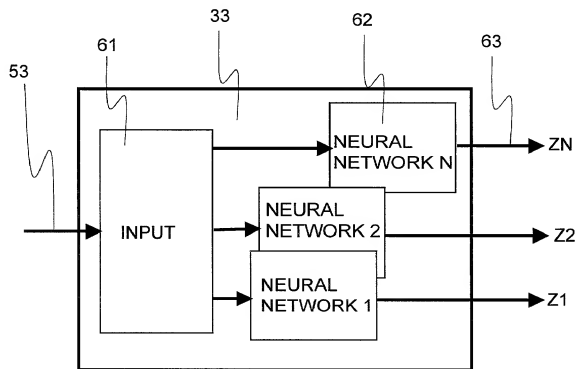 61
33
62
63
53
NEURAL
NETWORK N
ZN
INPUT
NEURAL
NETWORK 2
Z2
NEURAL
NETWORK 1
Z1